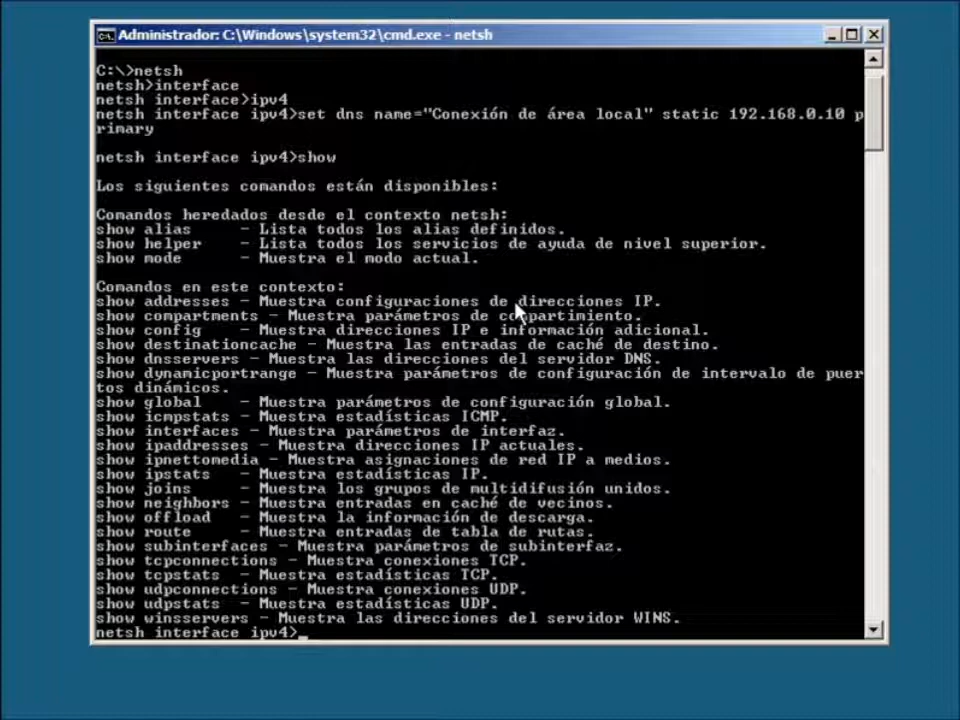 Administrador: C:\Windows\system32\cmd.exe - netsh
C:\>netsh
netsh>interface
netsh interface>ipv4
netsh interface ipv4>set dns name="Conexión de área local" static 192.168.0.10 p
rimary
netsh interface ipv4>show
Los siguientes comandos están disponibles:
Comandos heredados desde el contexto netsh:
show alias     - Lista todos los alias definidos.
show helper    - Lista todos los servicios de ayuda de nivel superior.
show mode      - Muestra el modo actual.
Comandos en este contexto:
show addresses - Muestra configuraciones de direcciones IP.
show compartments - Muestra parámetros de compartimiento.
show config    - Muestra direcciones IP e información adicional.
show destinationcache - Muestra las entradas de caché de destino.
show dnsservers - Muestra las direcciones del servidor DNS.
show dynamicportrange - Muestra parámetros de configuración de intervalo de puer
tos dinámicos.
show global    - Muestra parámetros de configuración global.
show icmpstats - Muestra estadísticas ICMP.
show interfaces - Muestra parámetros de interfaz.
show ipaddresses - Muestra direcciones IP actuales.
show ipnettomedia - Muestra asignaciones de red IP a medios.
show ipstats   - Muestra estadísticas IP.
show joins     - Muestra los grupos de multidifusión unidos.
show neighbors - Muestra entradas en caché de vecinos.
show offload   - Muestra la información de descarga.
show route     - Muestra entradas de tabla de rutas.
show subinterfaces - Muestra parámetros de subinterfaz.
show tcpconnections - Muestra conexiones TCP.
show tcpstats  - Muestra estadísticas TCP.
show udpconnections - Muestra conexiones UDP.
show udpstats  - Muestra estadísticas UDP.
show winsservers - Muestra las direcciones del servidor WINS.
netsh interface ipv4>_